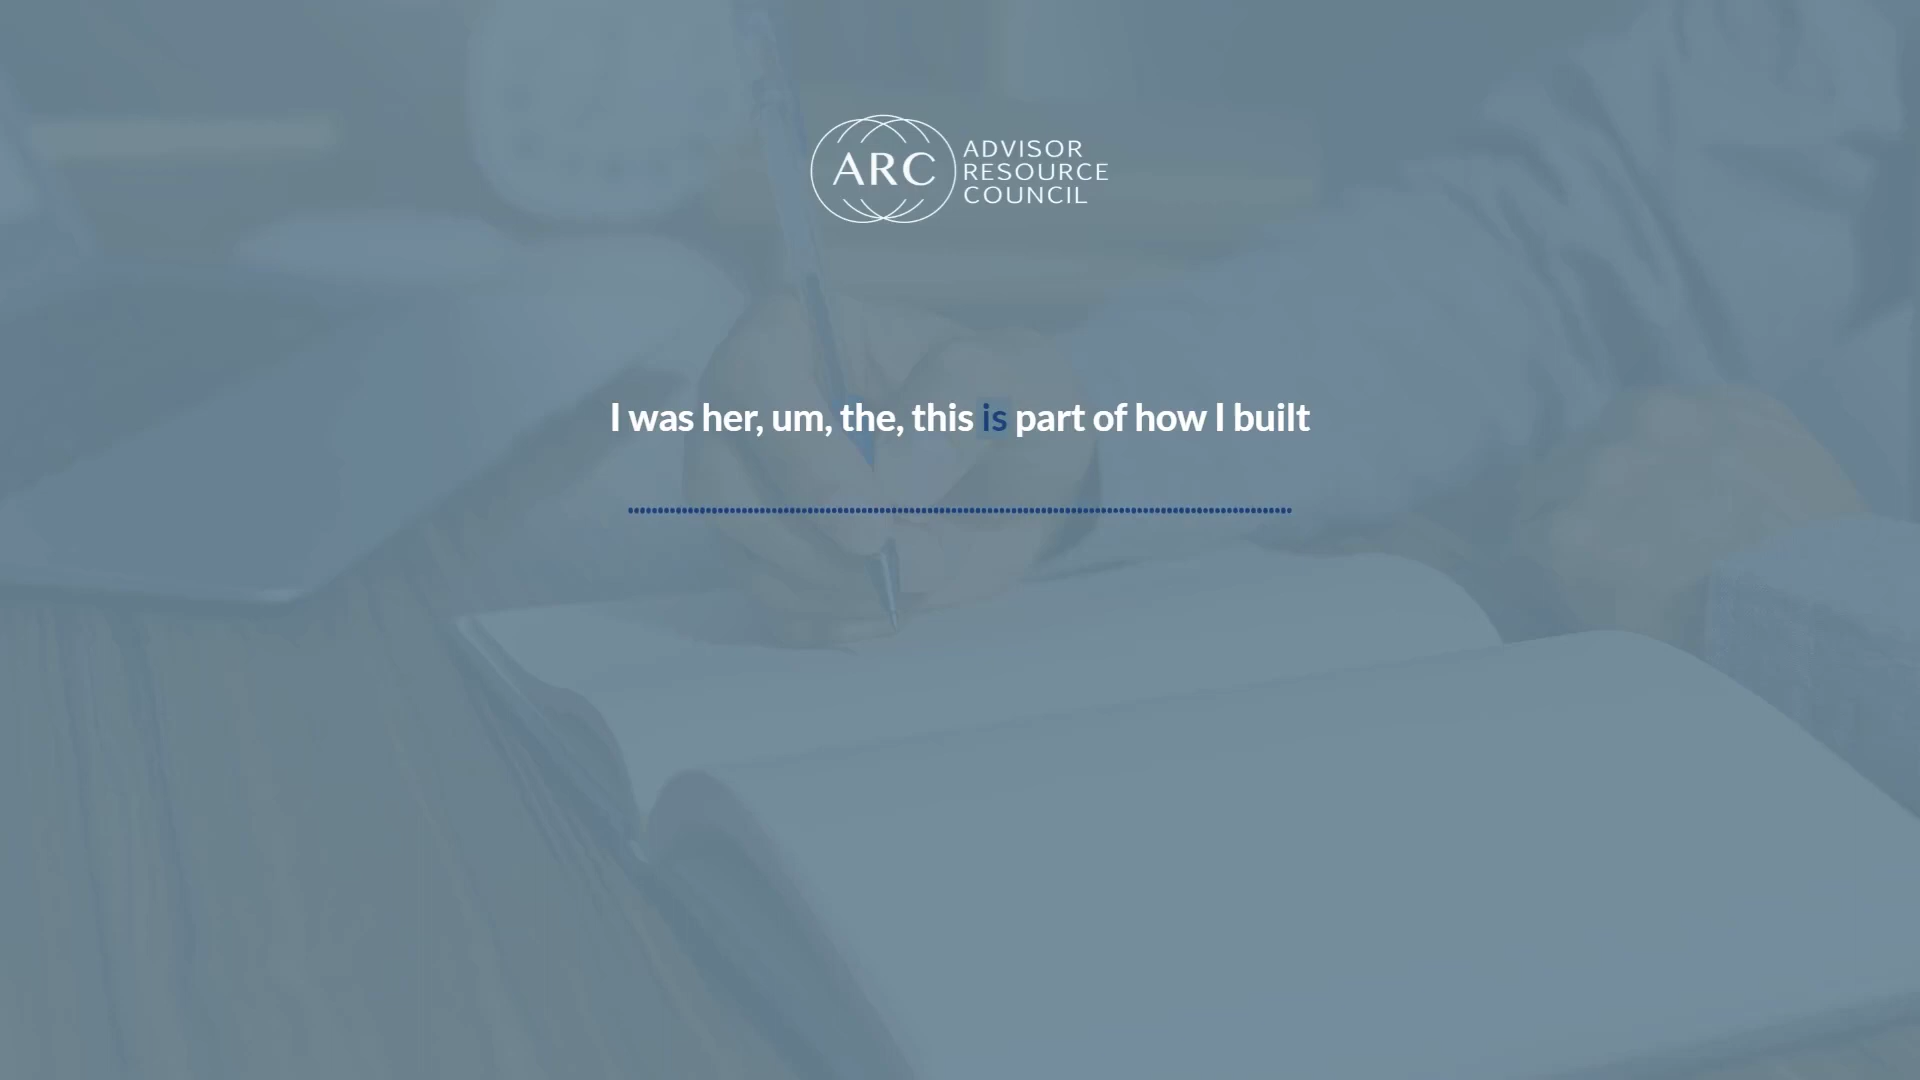 ARC
ADVISOR
RESOURCE
COUNCIL
I was her, um, the, this is part of how I built